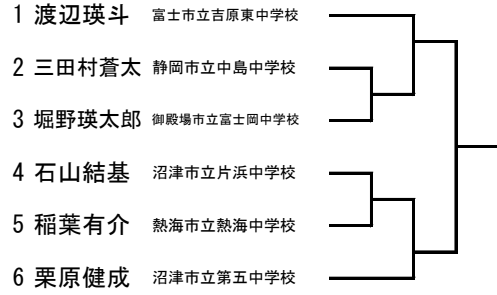 1 渡辺瑛斗 富士市立吉原東中学校
2 三田村蒼太 静岡市立中島中学校
3 堀野瑛太郎 御殿場市立富士岡中学校
4 石山結基 沼津市立片浜中学校
5 稲葉有介 熱海市立熱海中学校
6 栗原健成 沼津市立第五中学校